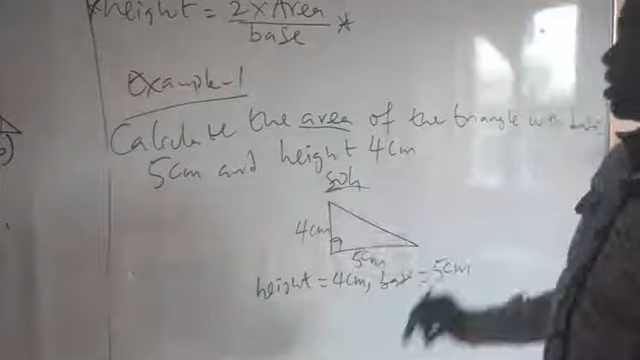 *height = 2 x Area
base *
Example-1
Calculate the area of the triangle with base
5cm and height 4cm
soln
4cm
5cm
height = 4cm, base = 5cm